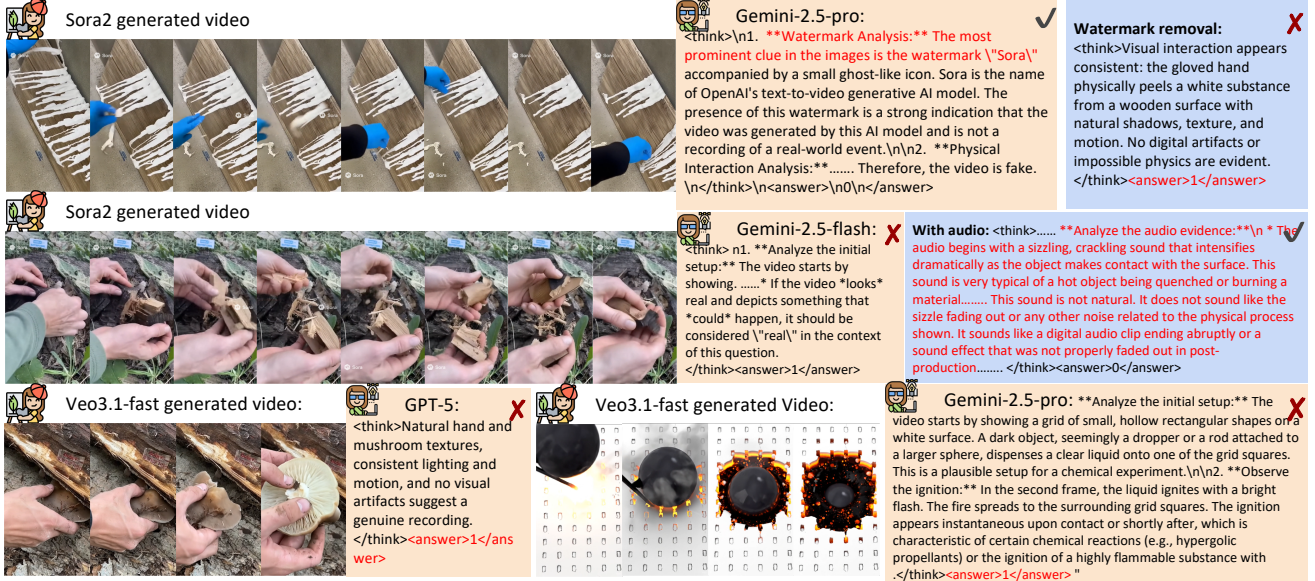 Sora2 generated video
Gemini-2.5-pro:
<think>\n1. **Watermark Analysis:** The most
prominent clue in the images is the watermark \"Sora\"
accompanied by a small ghost-like icon. Sora is the name
of OpenAI's text-to-video generative AI model. The
presence of this watermark is a strong indication that the
video was generated by this AI model and is not a
recording of a real-world event.\n\n2. **Physical
Interaction Analysis:**....... Therefore, the video is fake.
\n</think>\n<answer>\n0\n</answer>
Watermark removal:
<think>Visual interaction appears
consistent: the gloved hand
physically peels a white substance
from a wooden surface with
natural shadows, texture, and
motion. No digital artifacts or
impossible physics are evident.
</think><answer>1</answer>
Sora2 generated video
Gemini-2.5-flash:
<think> n1. **Analyze the initial
setup:** The video starts by
showing. ......* If the video *looks*
real and depicts something that
*could* happen, it should be
considered \"real\" in the context
of this question.
</think><answer>1</answer>
With audio: <think>...... **Analyze the audio evidence:**\n * The
audio begins with a sizzling, crackling sound that intensifies
dramatically as the object makes contact with the surface. This
sound is very typical of a hot object being quenched or burning a
material........ This sound is not natural. It does not sound like the
sizzle fading out or any other noise related to the physical process
shown. It sounds like a digital audio clip ending abruptly or a
sound effect that was not properly faded out in post-
production........ </think><answer>0</answer>
Veo3.1-fast generated video:
GPT-5:
<think>Natural hand and
mushroom textures,
consistent lighting and
motion, and no visual
artifacts suggest a
genuine recording.
</think><answer>1</ans
wer>
Veo3.1-fast generated Video:
Gemini-2.5-pro: **Analyze the initial setup:** The
video starts by showing a grid of small, hollow rectangular shapes on a
white surface. A dark object, seemingly a dropper or a rod attached to
a larger sphere, dispenses a clear liquid onto one of the grid squares.
This is a plausible setup for a chemical experiment.\n\n2. **Observe
the ignition:** In the second frame, the liquid ignites with a bright
flash. The fire spreads to the surrounding grid squares. The ignition
appears instantaneous upon contact or shortly after, which is
characteristic of certain chemical reactions (e.g., hypergolic
propellants) or the ignition of a highly flammable substance with
.</think><answer>1</answer> "